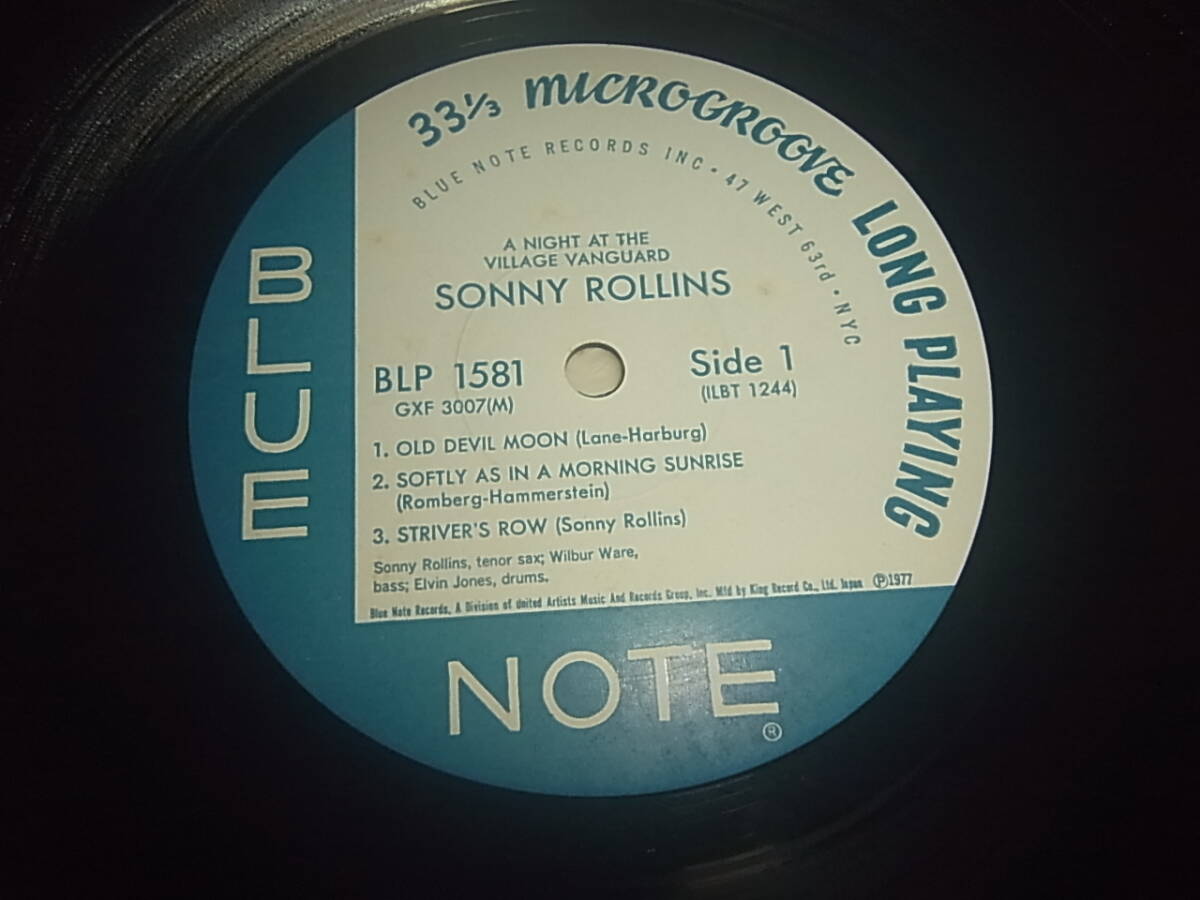 33⅓ MICROGROOVE LONG PLAYING
BLUE NOTE RECORDS INC • 47 WEST 63rd • NYC
A NIGHT AT THE
VILLAGE VANGUARD
SONNY ROLLINS
BLP 1581
GXF 3007(M)
Side 1
(ILBT 1244)
1. OLD DEVIL MOON (Lane-Harburg)
2. SOFTLY AS IN A MORNING SUNRISE
(Romberg-Hammerstein)
3. STRIVER'S ROW (Sonny Rollins)
Sonny Rollins, tenor sax; Wilbur Ware,
bass; Elvin Jones, drums.
Blue Note Records, A Division of United Artists Music And Records Group, Inc. Mfd by King Record Co., Ltd. Japan ℗1977
BLUE
NOTE®